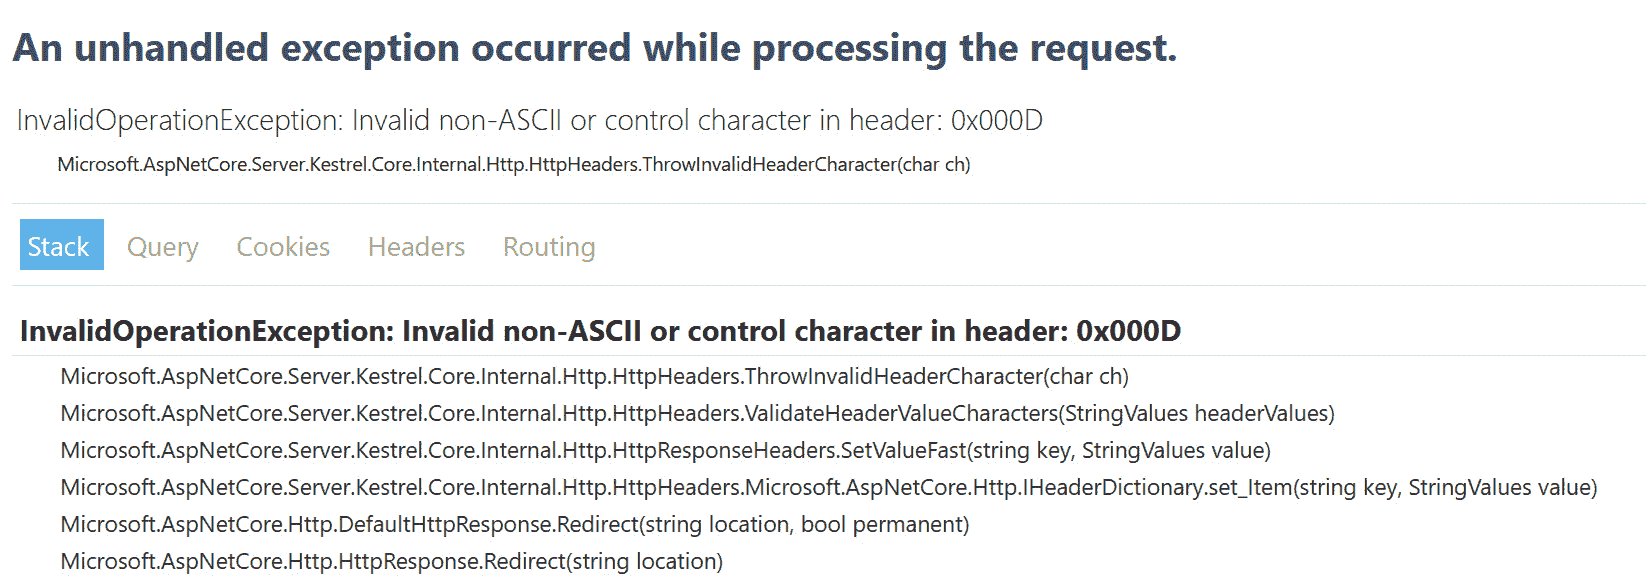 An unhandled exception occurred while processing the request.
InvalidOperationException: Invalid non-ASCII or control character in header: 0x000D
Microsoft.AspNetCore.Server.Kestrel.Core.Internal.Http.HttpHeaders.ThrowInvalidHeaderCharacter(char ch)
Stack Query Cookies Headers Routing
InvalidOperationException: Invalid non-ASCII or control character in header: 0x000D
Microsoft.AspNetCore.Server.Kestrel.Core.Internal.Http.HttpHeaders.ThrowInvalidHeaderCharacter(char ch)
Microsoft.AspNetCore.Server.Kestrel.Core.Internal.Http.HttpHeaders.ValidateHeaderValueCharacters(StringValues headerValues)
Microsoft.AspNetCore.Server.Kestrel.Core.Internal.Http.HttpResponseHeaders.SetValueFast(string key, StringValues value)
Microsoft.AspNetCore.Server.Kestrel.Core.Internal.Http.HttpHeaders.Microsoft.AspNetCore.Http.IHeaderDictionary.set_Item(string key, StringValues value)
Microsoft.AspNetCore.Http.DefaultHttpResponse.Redirect(string location, bool permanent)
Microsoft.AspNetCore.Http.HttpResponse.Redirect(string location)